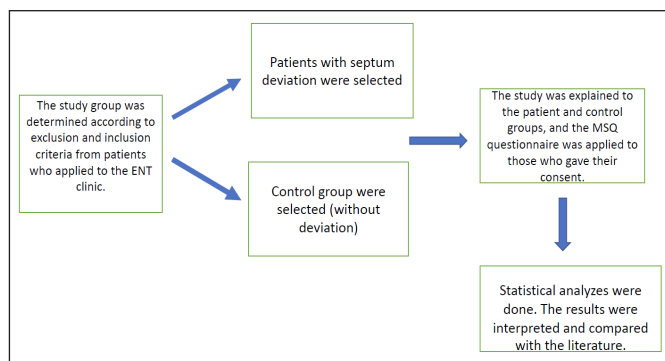 The study group was
determined according to
exclusion and inclusion
criteria from patients
who applied to the ENT
clinic.
Patients with septum
deviation were selected
Control group were
selected (without
deviation)
The study was explained to
the patient and control
groups, and the MSQ
questionnaire was applied to
those who gave their
consent.
Statistical analyzes were
done. The results were
interpreted and compared
with the literature.